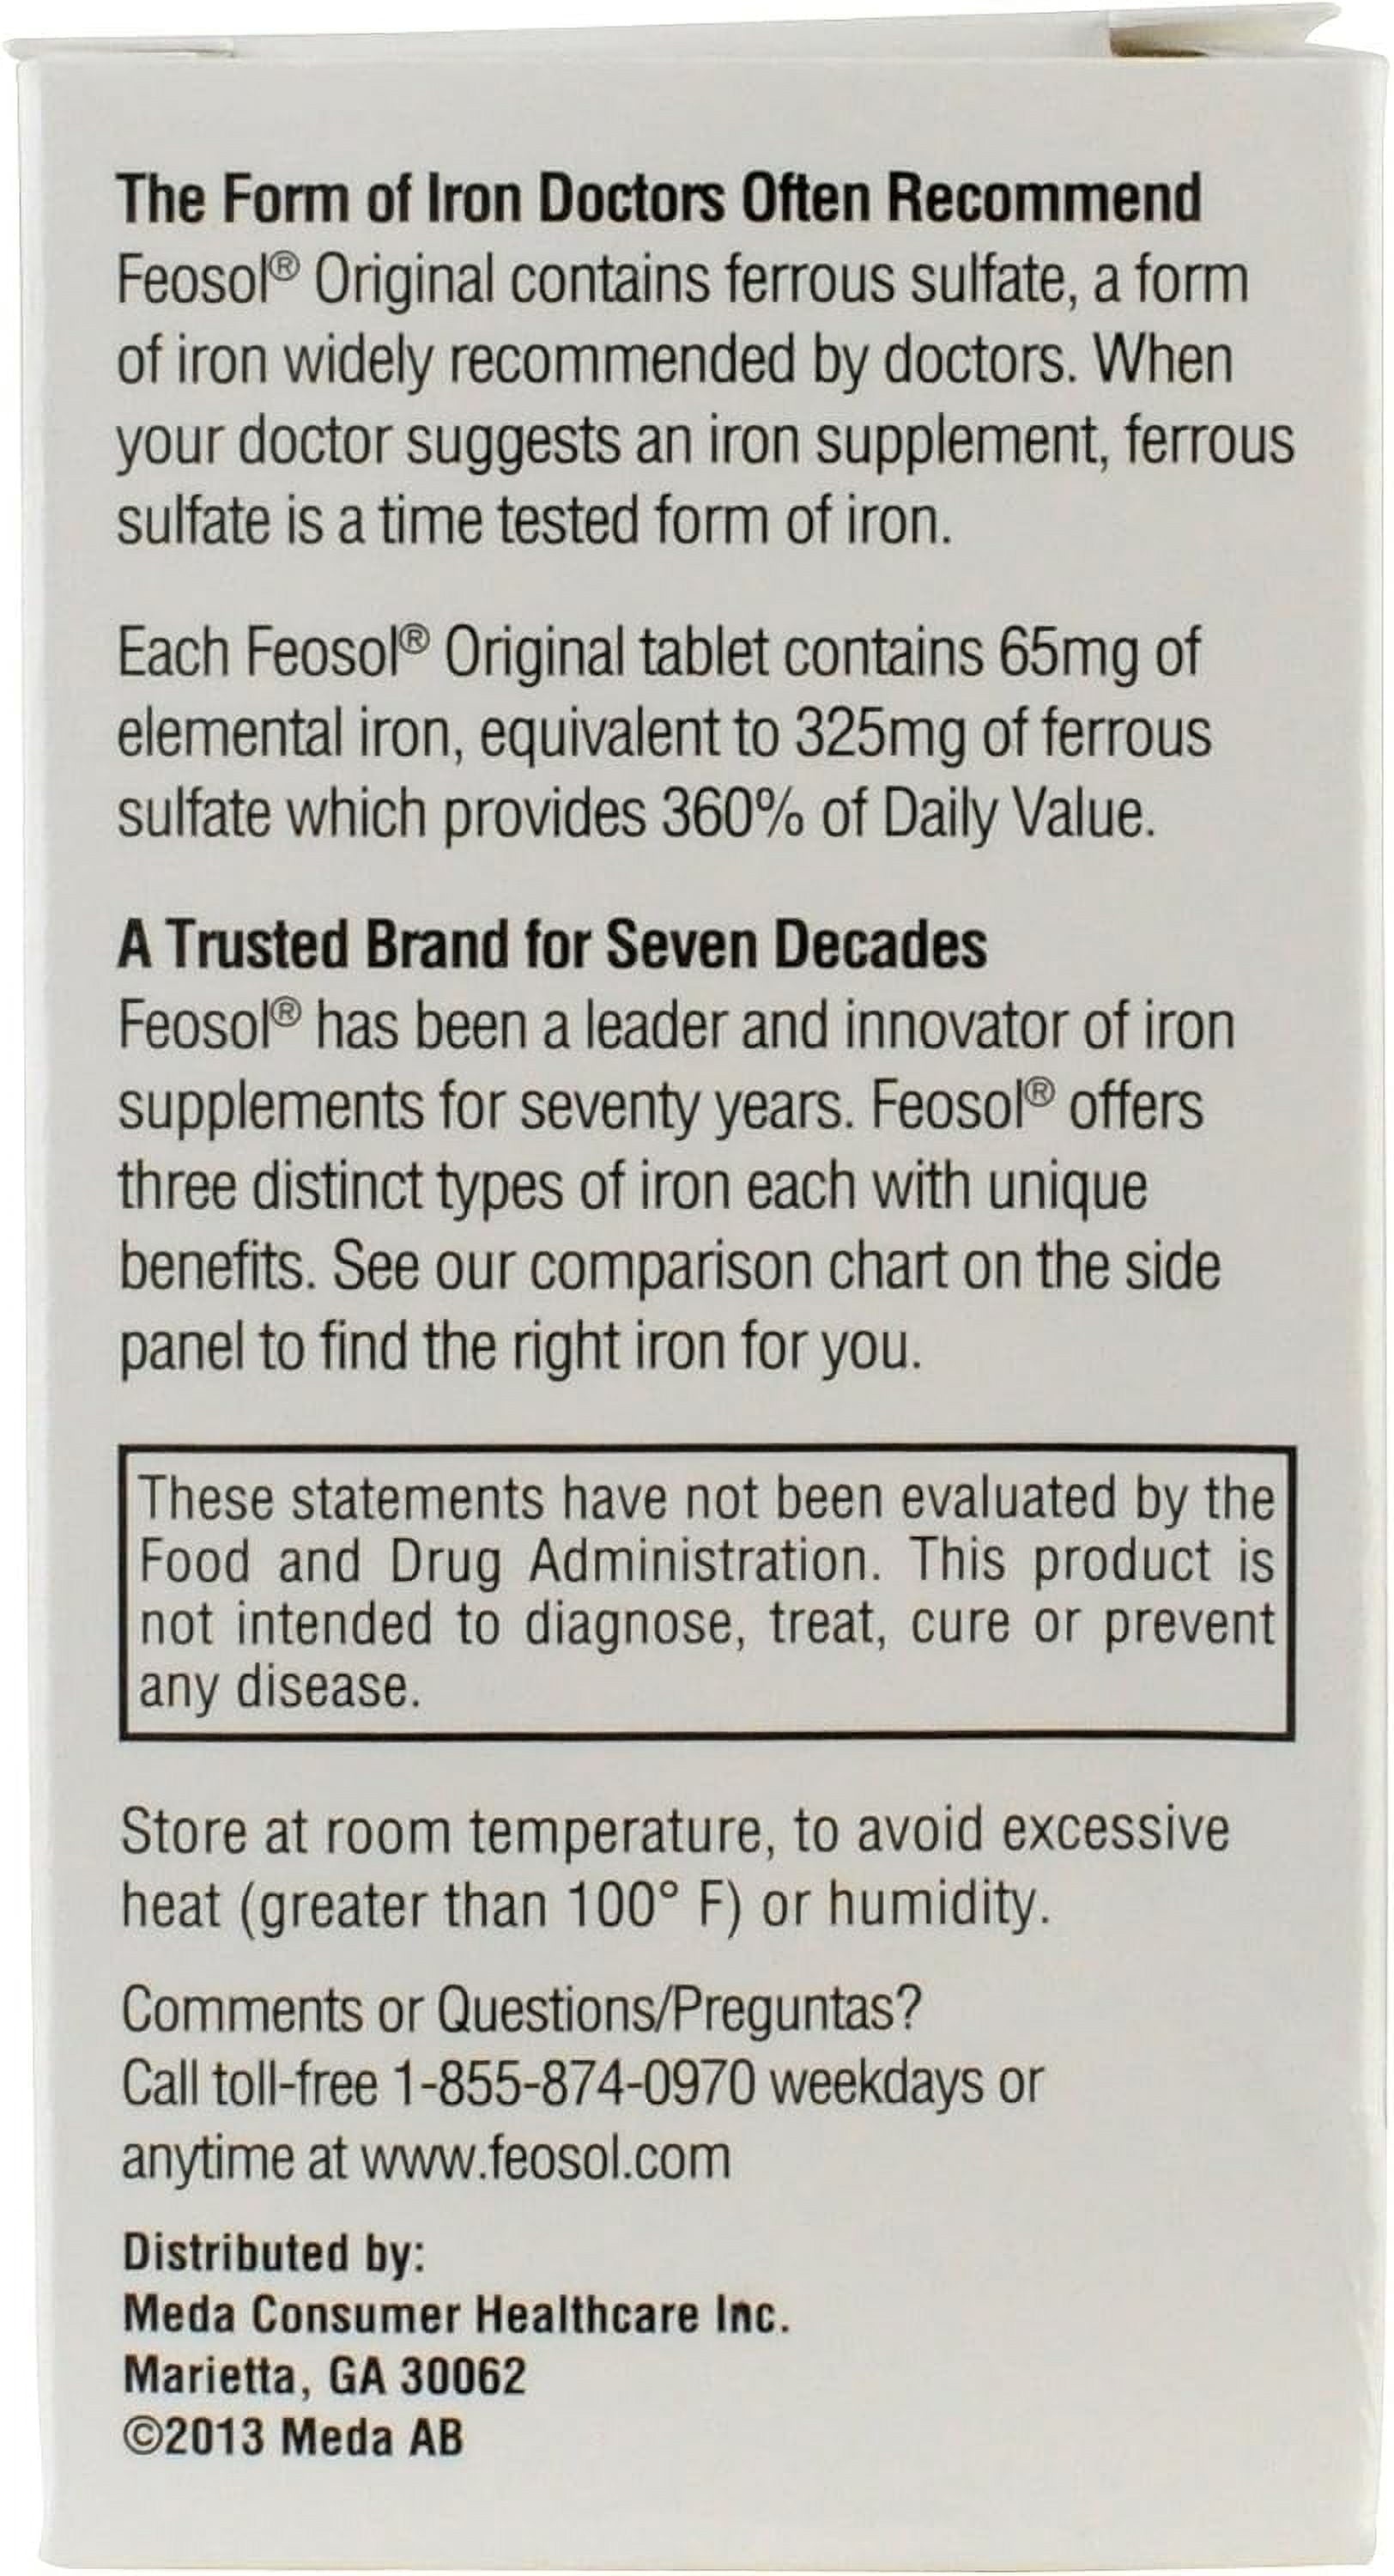 The Form of Iron Doctors Often Recommend
Feosol® Original contains ferrous sulfate, a form
of iron widely recommended by doctors. When
your doctor suggests an iron supplement, ferrous
sulfate is a time tested form of iron.
Each Feosol® Original tablet contains 65mg of
elemental iron, equivalent to 325mg of ferrous
sulfate which provides 360% of Daily Value.
A Trusted Brand for Seven Decades
Feosol® has been a leader and innovator of iron
supplements for seventy years. Feosol® offers
three distinct types of iron each with unique
benefits. See our comparison chart on the side
panel to find the right iron for you.
These statements have not been evaluated by the
Food and Drug Administration. This product is
not intended to diagnose, treat, cure or prevent
any disease.
Store at room temperature, to avoid excessive
heat (greater than 100° F) or humidity.
Comments or Questions/Preguntas?
Call toll-free 1-855-874-0970 weekdays or
anytime at www.feosol.com
Distributed by:
Meda Consumer Healthcare Inc.
Marietta, GA 30062
©2013 Meda AB